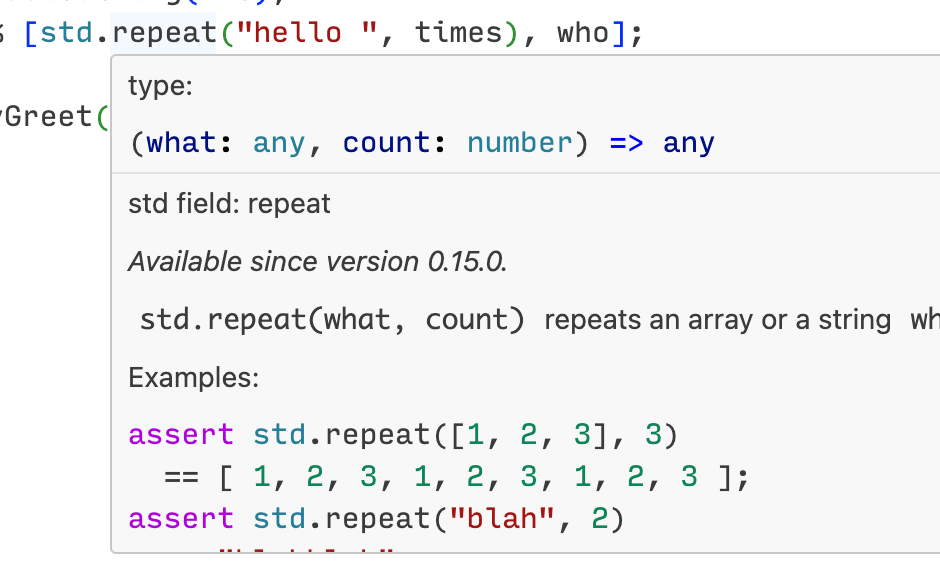 [std.repeat("hello ", times), who];
Greet(
type:
(what: any, count: number) => any
std field: repeat
Available since version 0.15.0.
std.repeat(what, count) repeats an array or a string wh
Examples:
assert std.repeat([1, 2, 3], 3)
== [ 1, 2, 3, 1, 2, 3, 1, 2, 3 ];
assert std.repeat("blah", 2)